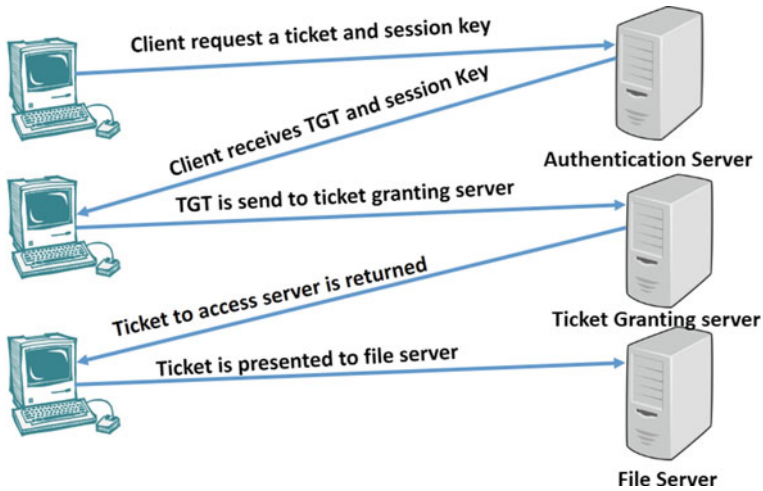 Client request a ticket and session key
Client receives TGT and session Key
Authentication Server
TGT is send to ticket granting server
Ticket to access server is returned
Ticket Granting server
Ticket is presented to file server
File Server